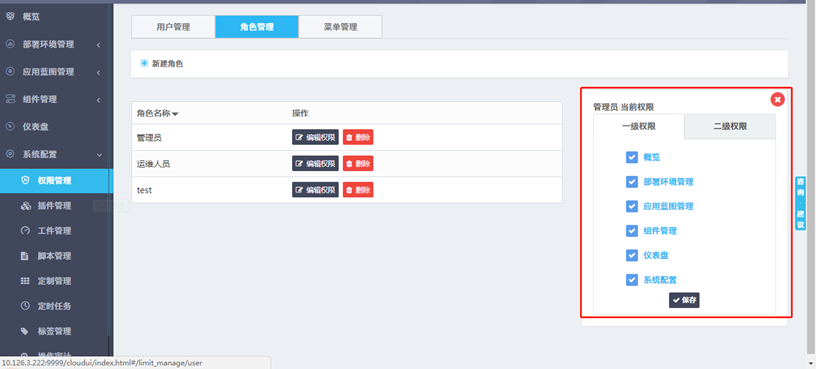 概览
部署环境管理
应用蓝图管理
组件管理
仪表盘
系统配置
权限管理
插件管理
工件管理
脚本管理
定制管理
定时任务
标签管理
操作审计
用户管理
角色管理
菜单管理
新建角色
角色名称 操作
管理员 编辑权限 删除
运维人员 编辑权限 删除
test 编辑权限 删除
管理员:当前权限
一级权限 二级权限
概览
部署环境管理
应用蓝图管理
组件管理
仪表盘
系统配置
保存
咨询·建议
10.126.3.222:9999/cloudui/index.html#/limit_manage/user